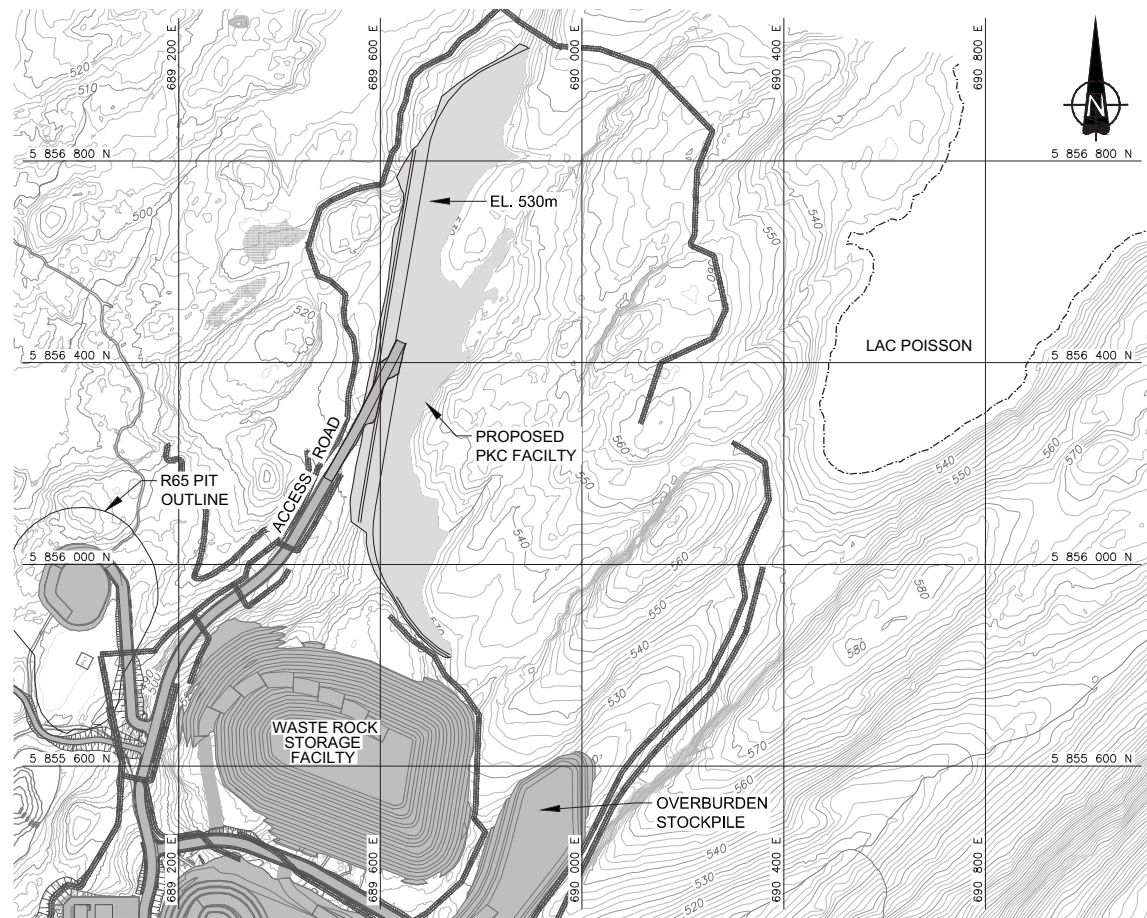 689 200 E
689 600 E
690 000 E
690 400 E
690 800 E
N
520
510
5 856 800 N
5 856 800 N
500
EL. 530m
540
550
520
560
LAC POISSON
5 856 400 N
5 856 400 N
ACCESS ROAD
PROPOSED
PKC FACILTY
560
550
540
550
560
570
R65 PIT
OUTLINE
540
5 856 000 N
5 856 000 N
560
550
580
540
530
580
530
WASTE ROCK
STORAGE
FACILTY
570
560
5 855 600 N
5 855 600 N
OVERBURDEN
STOCKPILE
550
540
530
520
689 200 E
689 600 E
690 000 E
690 400 E
690 800 E